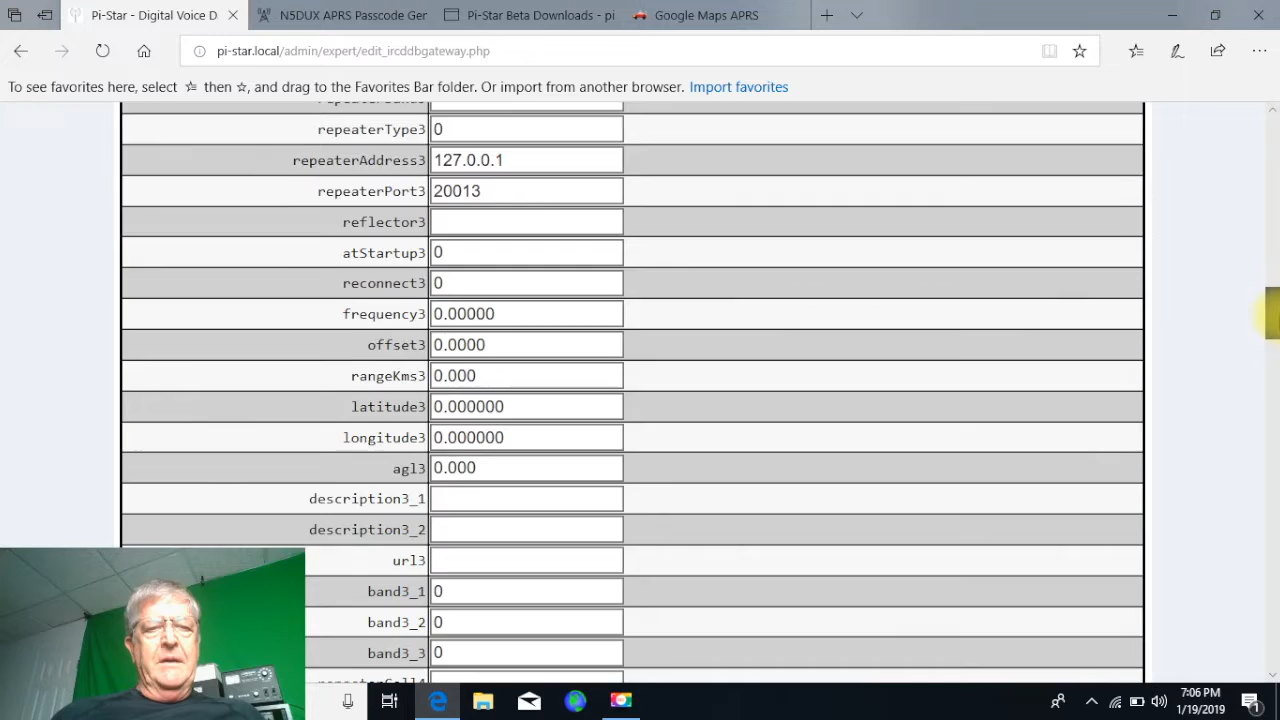 Pi-Star - Digital Voice D
N5DUX APRS Passcode Ger
Pi-Star Beta Downloads - pi
Google Maps APRS
pi-star.local/admin/expert/edit_ircddbgateway.php
To see favorites here, select then , and drag to the Favorites Bar folder. Or import from another browser. Import favorites
repeaterType3 0
repeaterAddress3 127.0.0.1
repeaterPort3 20013
reflector3
atStartup3 0
reconnect3 0
frequency3 0.00000
offset3 0.0000
rangeKms3 0.000
latitude3 0.000000
longitude3 0.000000
agl3 0.000
description3_1
description3_2
url3
band3_1 0
band3_2 0
band3_3 0
7:06 PM
1/19/2019